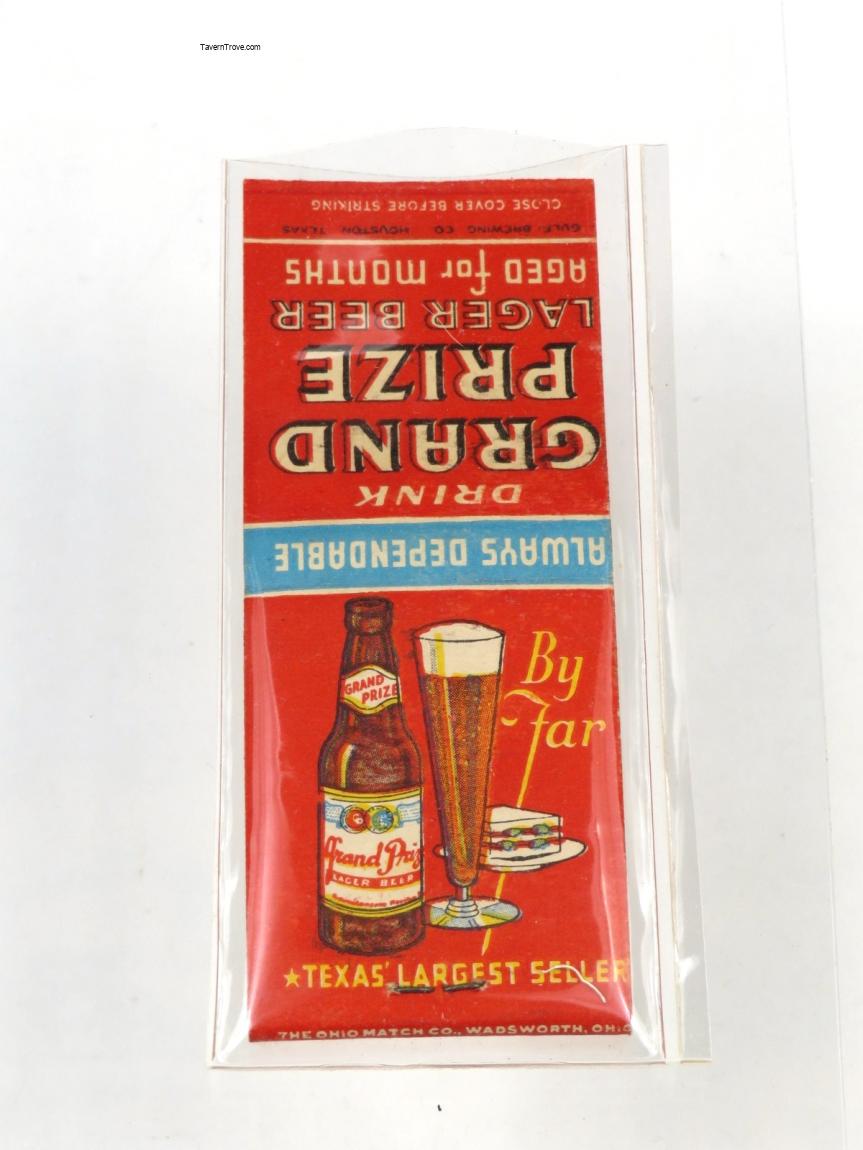 TavernTrove.com
CLOSE COVER BEFORE STRIKING
GULF BREWING CO HOUSTON TEXAS
DRINK
GRAND
PRIZE
LAGER BEER
AGED for MONTHS
ALWAYS DEPENDABLE
By
Far
GRAND
PRIZE
Grand Priz
LAGER BEER
★TEXAS' LARGEST SELLER
THE OHIO MATCH CO., WADSWORTH, OHIO